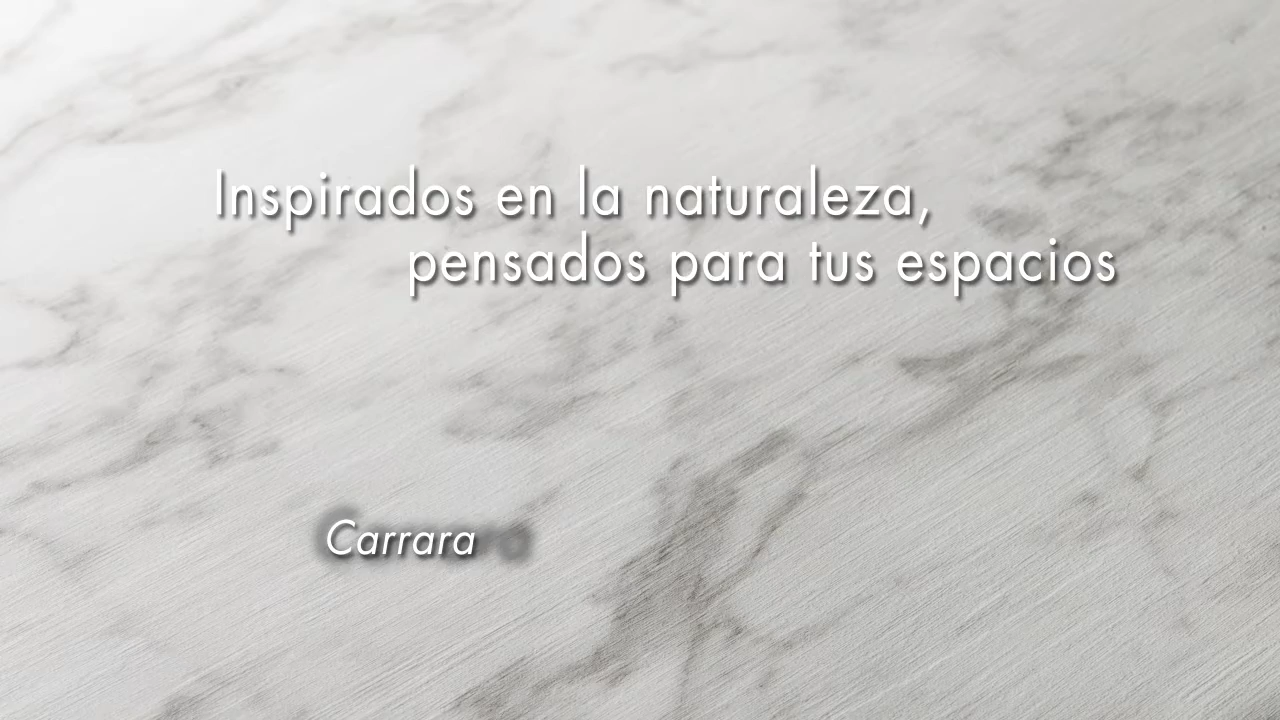 Inspirados en la naturaleza,
pensados para tus espacios
Carrara